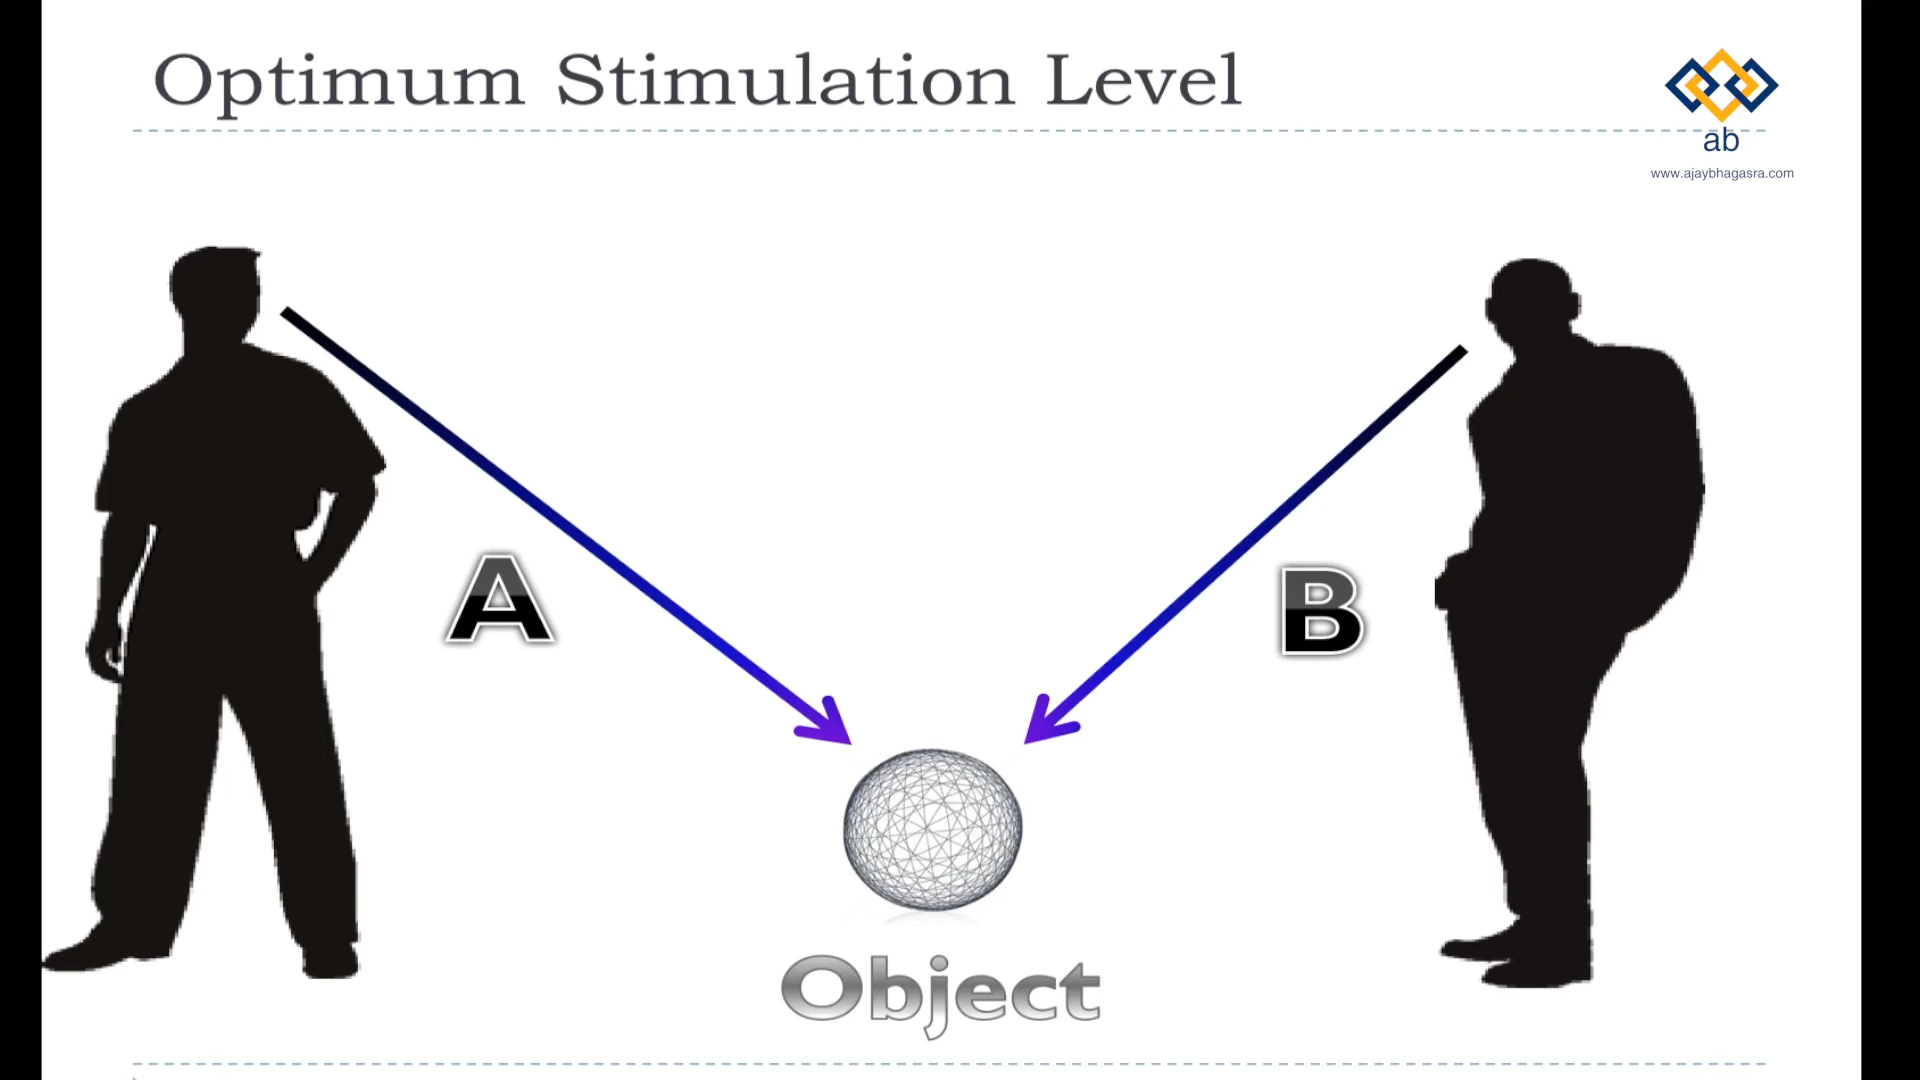 Optimum Stimulation Level
ab
www.ajaybhagasra.com
A
B
Object